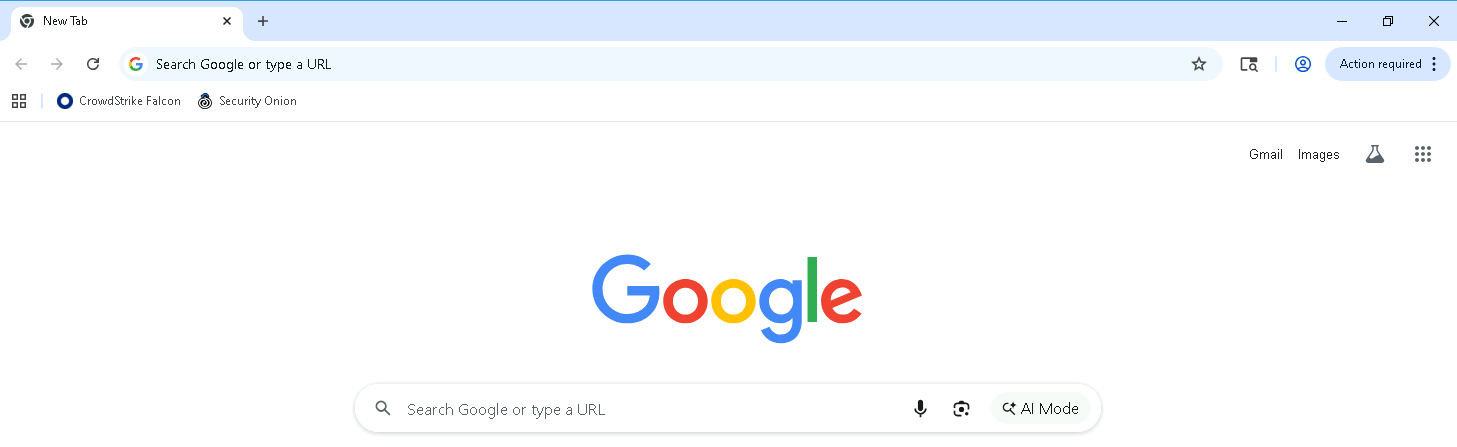 New Tab
Search Google or type a URL
Action required
CrowdStrike Falcon
Security Onion
Gmail
Images
Google
Search Google or type a URL
AI Mode